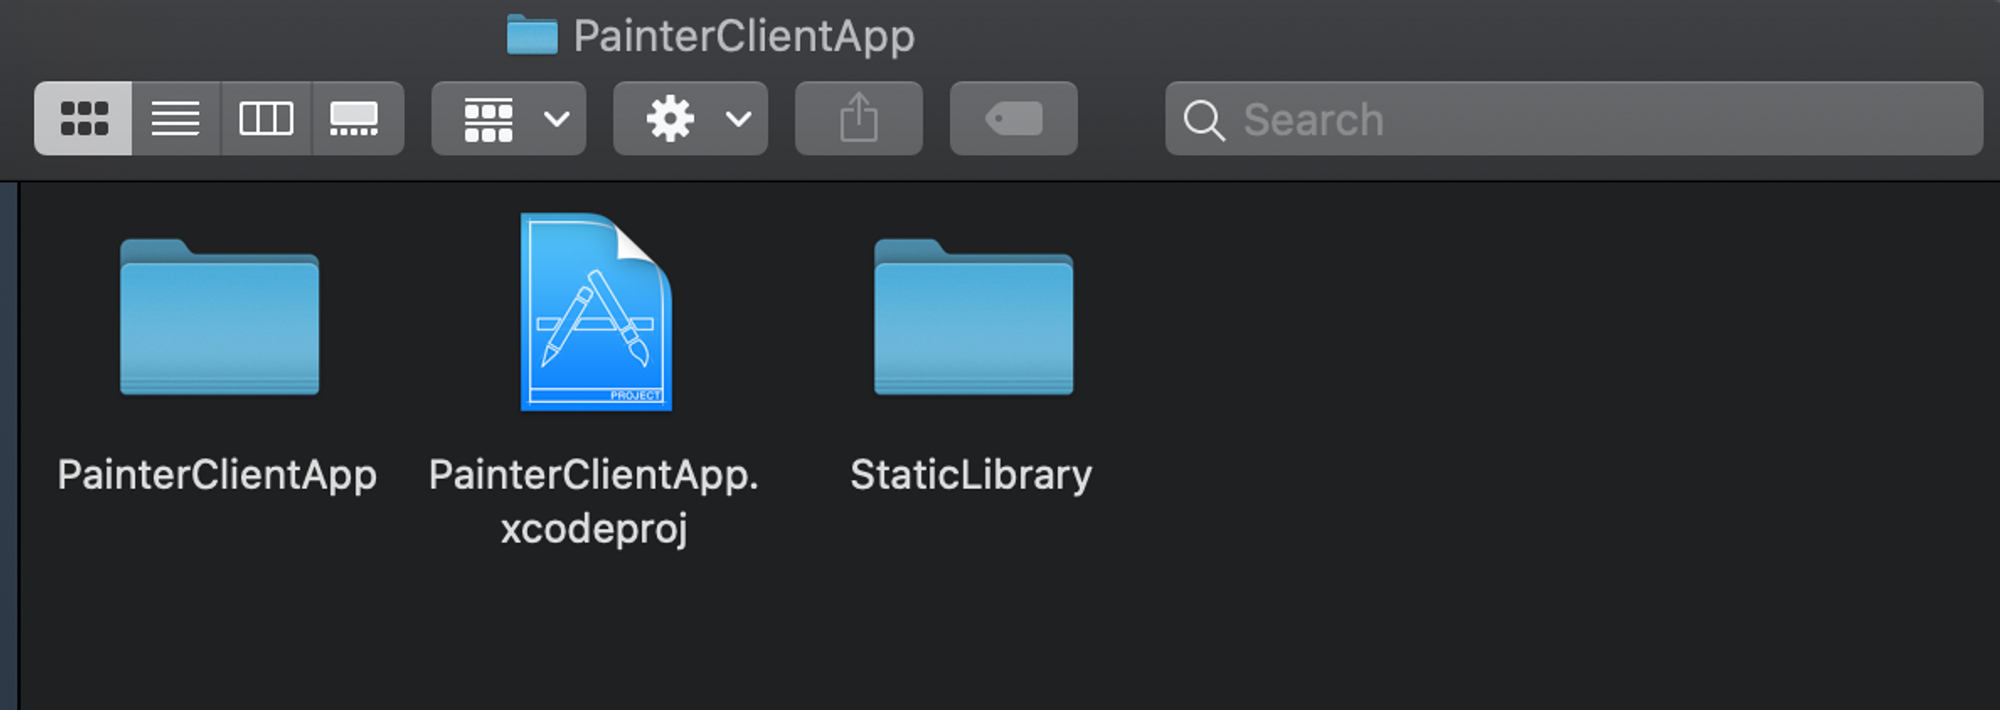 PainterClientApp
Search
PROJECT
PainterClientApp
PainterClientApp.
xcodeproj
StaticLibrary